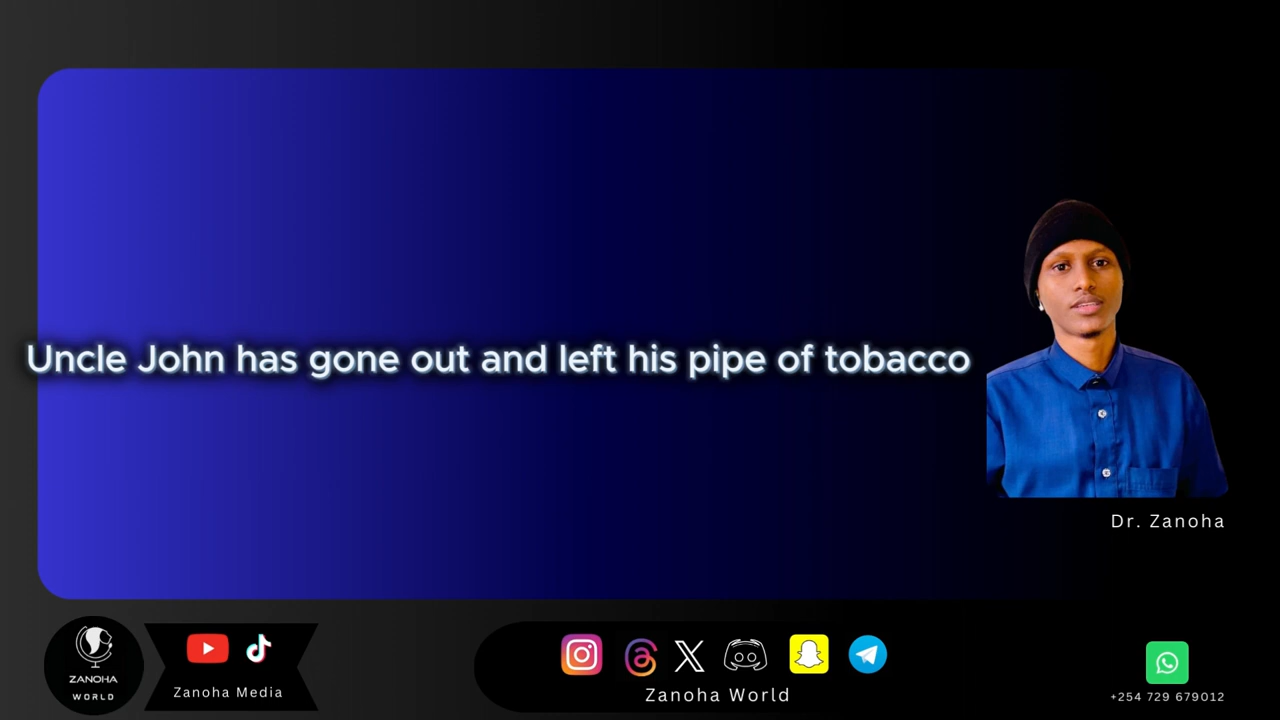 Uncle John has gone out and left his pipe of tobacco
Dr. Zanoha
ZANOHA
WORLD
Zanoha Media
Zanoha World
+254 729 679012